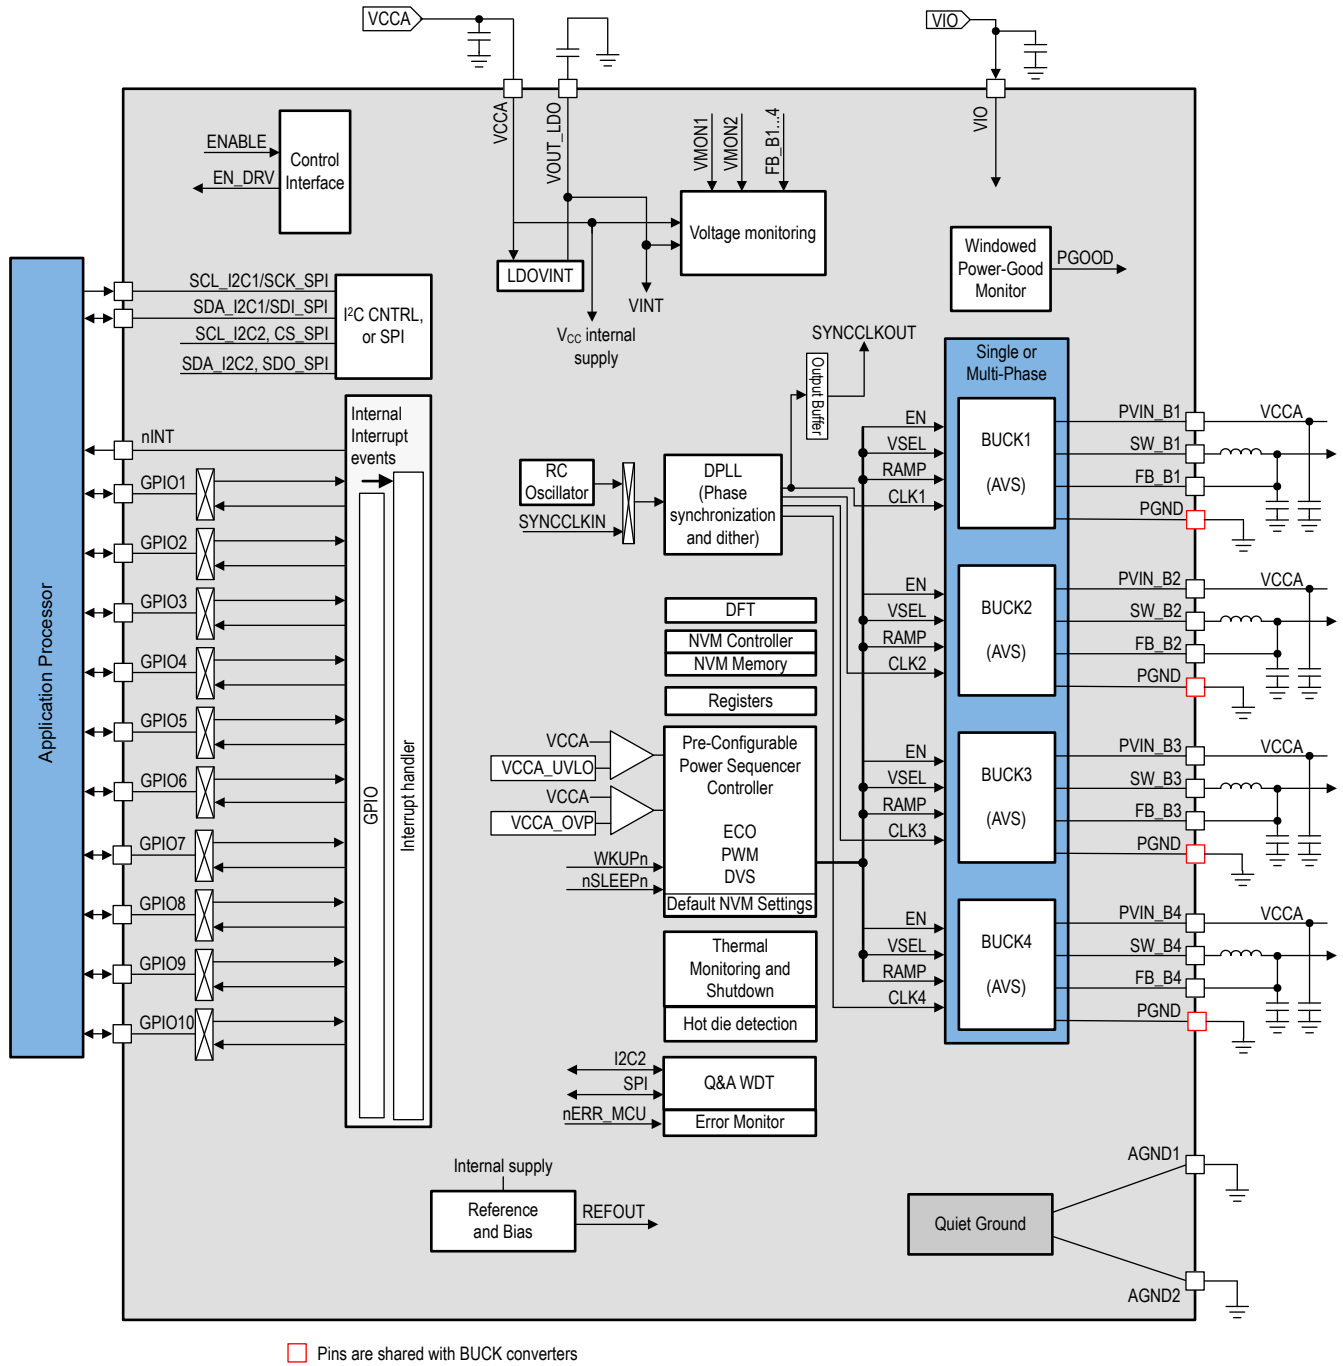 VCCA
VIO
VCCA
VOUT_LDO
VIO
ENABLE
EN_DRV
Control
Interface
VMON1
VMON2
FB_B1...4
Voltage monitoring
LDOVINT
VINT
VCC internal
supply
Windowed
Power-Good
Monitor
PGOOD
SCL_I2C1/SCK_SPI
SDA_I2C1/SDI_SPI
SCL_I2C2, CS_SPI
SDA_I2C2, SDO_SPI
I2C CNTRL,
or SPI
Application Processor
nINT
GPIO1
GPIO2
GPIO3
GPIO4
GPIO5
GPIO6
GPIO7
GPIO8
GPIO9
GPIO10
Internal
Interrupt
events
GPIO
Interrupt handler
SYNCCLKOUT
Output Buffer
RC
Oscillator
SYNCCLKIN
DPLL
(Phase
synchronization
and dither)
DFT
NVM Controller
NVM Memory
Registers
VCCA
VCCA_UVLO
VCCA
VCCA_OVP
WKUPn
nSLEEPn
Pre-Configurable
Power Sequencer
Controller
ECO
PWM
DVS
Default NVM Settings
Thermal
Monitoring and
Shutdown
Hot die detection
I2C2
SPI
nERR_MCU
Q&A WDT
Error Monitor
Internal supply
Reference
and Bias
REFOUT
Single or
Multi-Phase
EN
VSEL
RAMP
CLK1
BUCK1
(AVS)
PVIN_B1
SW_B1
FB_B1
PGND
VCCA
EN
VSEL
RAMP
CLK2
BUCK2
(AVS)
PVIN_B2
SW_B2
FB_B2
PGND
VCCA
EN
VSEL
RAMP
CLK3
BUCK3
(AVS)
PVIN_B3
SW_B3
FB_B3
PGND
VCCA
EN
VSEL
RAMP
CLK4
BUCK4
(AVS)
PVIN_B4
SW_B4
FB_B4
PGND
VCCA
Quiet Ground
AGND1
AGND2
Pins are shared with BUCK converters